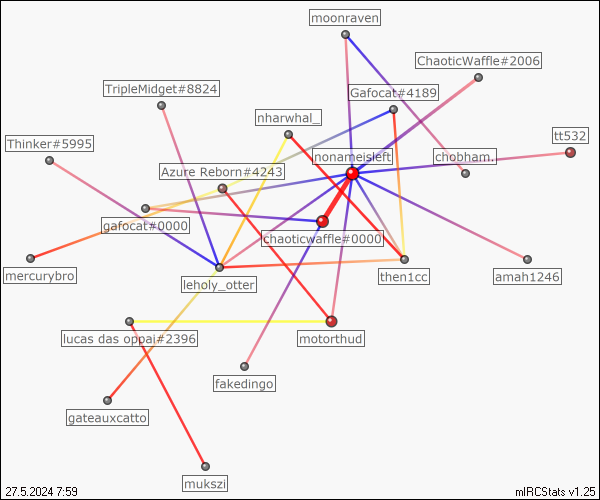 moonraven
ChaoticWaffle#2006
TripleMidget#8824
Gafocat#4189
nharwhal_
tt532
Thinker#5995
nonameisleft
chobham.
Azure Reborn#4243
gafocat#0000
chaoticwaffle#0000
mercurybro
leholy_otter
then1cc
amah1246
lucas das oppai#2396
motorthud
fakedingo
gateauxcatto
mukszi
27.5.2024 7:59
mIRCStats v1.25